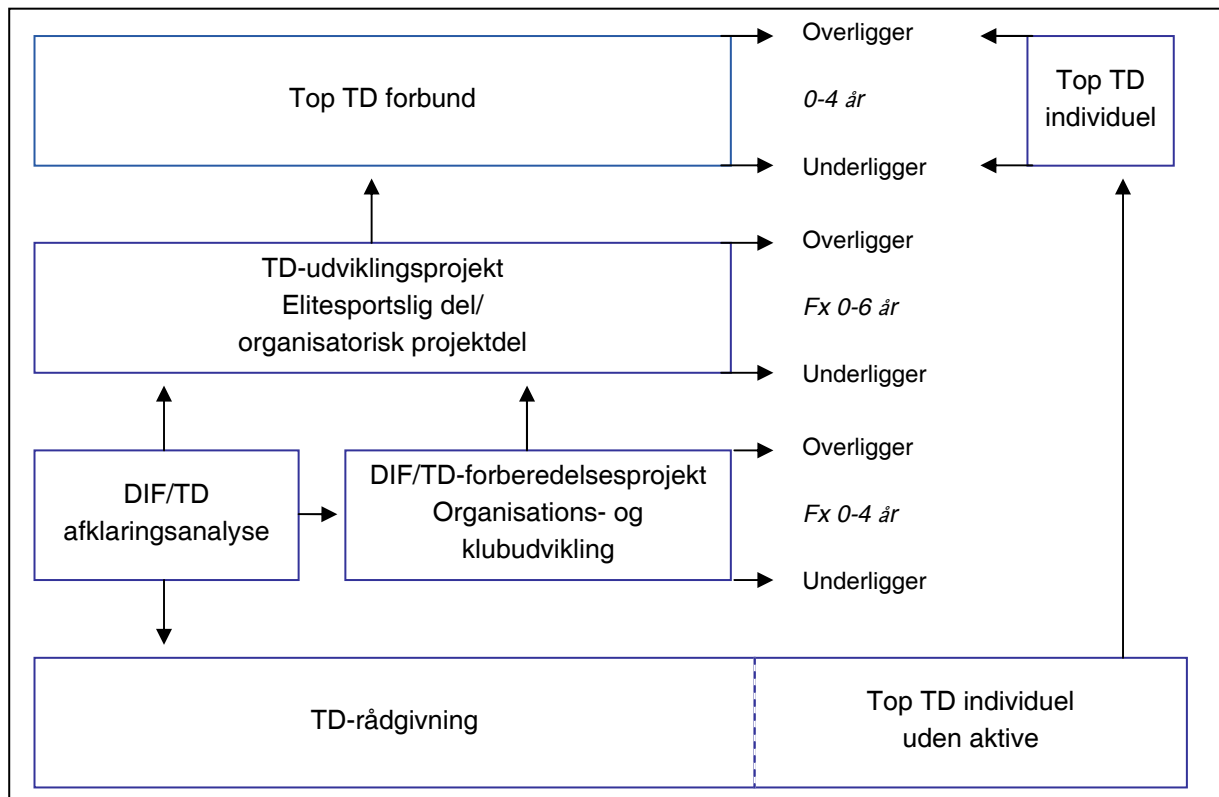 Overligger
Top TD forbund
0-4 år
Top TD
individuel
Underligger
Overligger
TD-udviklingsprojekt
Elitesportslig del/
organisatorisk projektdel
Fx 0-6 år
Underligger
Overligger
DIF/TD
afklaringsanalyse
DIF/TD-forberedelsesprojekt
Organisations- og
klubudvikling
Fx 0-4 år
Underligger
TD-rådgivning
Top TD individuel
uden aktive